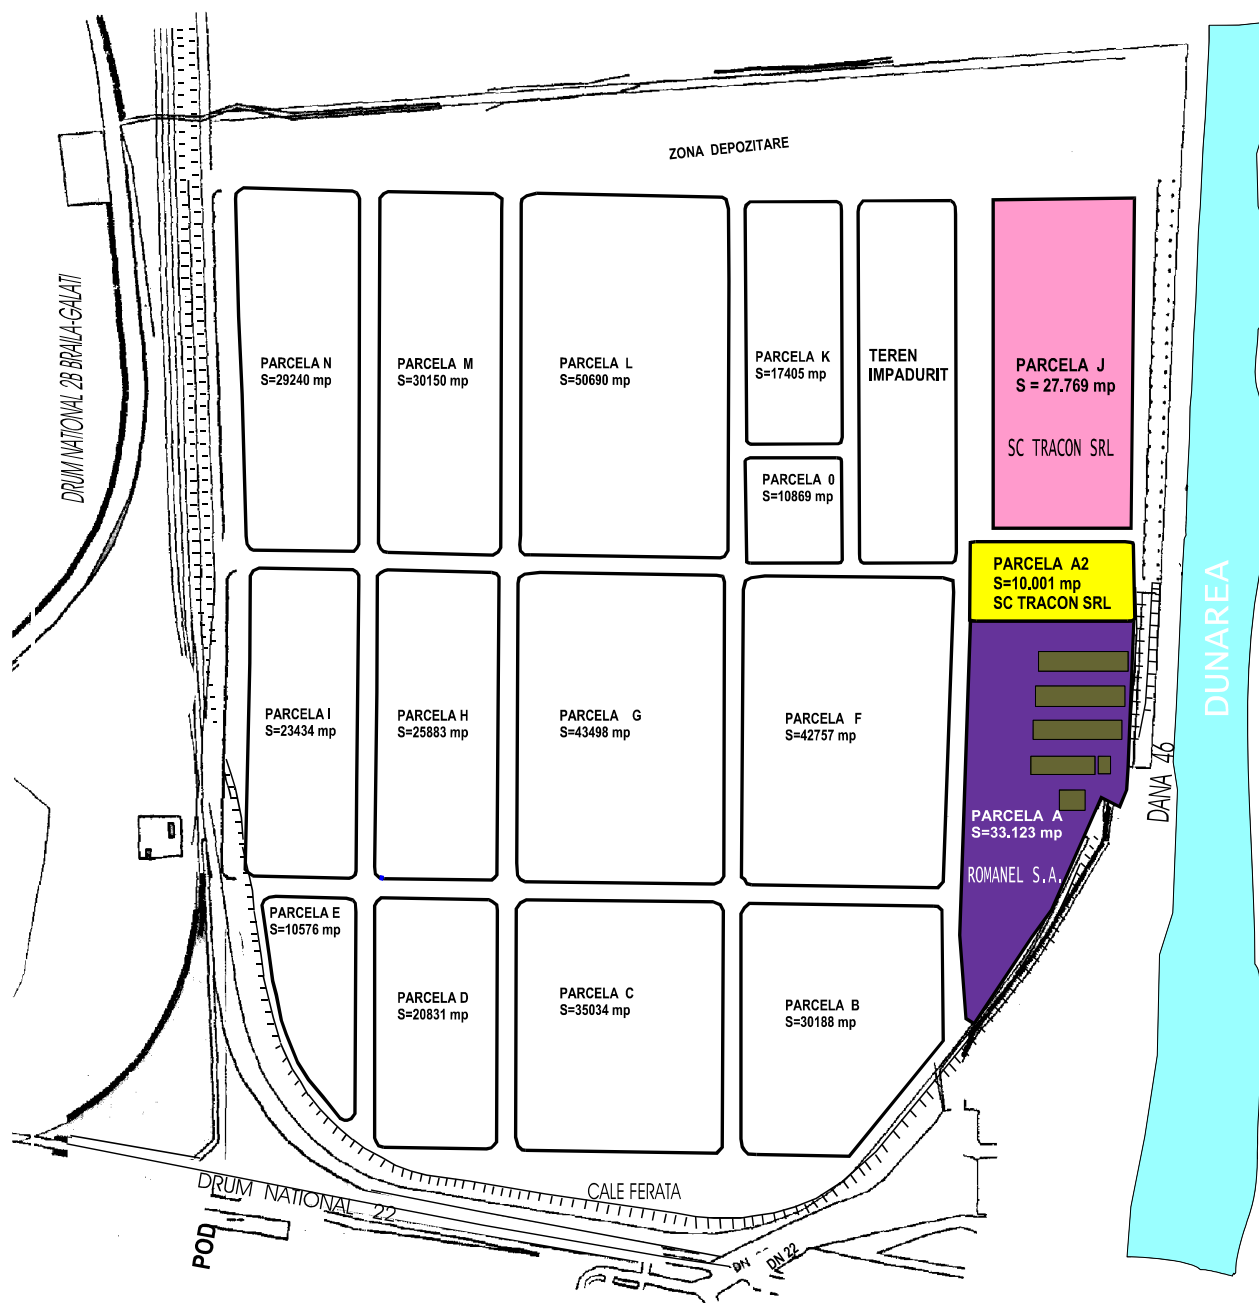 ZONA DEPOZITARE
DRUM NATIONAL 2B BRAILA-GALATI
PARCELA N
S=29240 mp
PARCELA M
S=30150 mp
PARCELA L
S=50690 mp
PARCELA K
S=17405 mp
TEREN
IMPADURIT
PARCELA J
S = 27.769 mp
SC TRACON SRL
PARCELA 0
S=10869 mp
PARCELA A2
S=10.001 mp
SC TRACON SRL
DUNAREA
PARCELA I
S=23434 mp
PARCELA H
S=25883 mp
PARCELA G
S=43498 mp
PARCELA F
S=42757 mp
DANA 46
PARCELA A
S=33.123 mp
ROMANEL S.A.
PARCELA E
S=10576 mp
PARCELA D
S=20831 mp
PARCELA C
S=35034 mp
PARCELA B
S=30188 mp
DRUM NATIONAL 22
CALE FERATA
POD
DN
DN 22